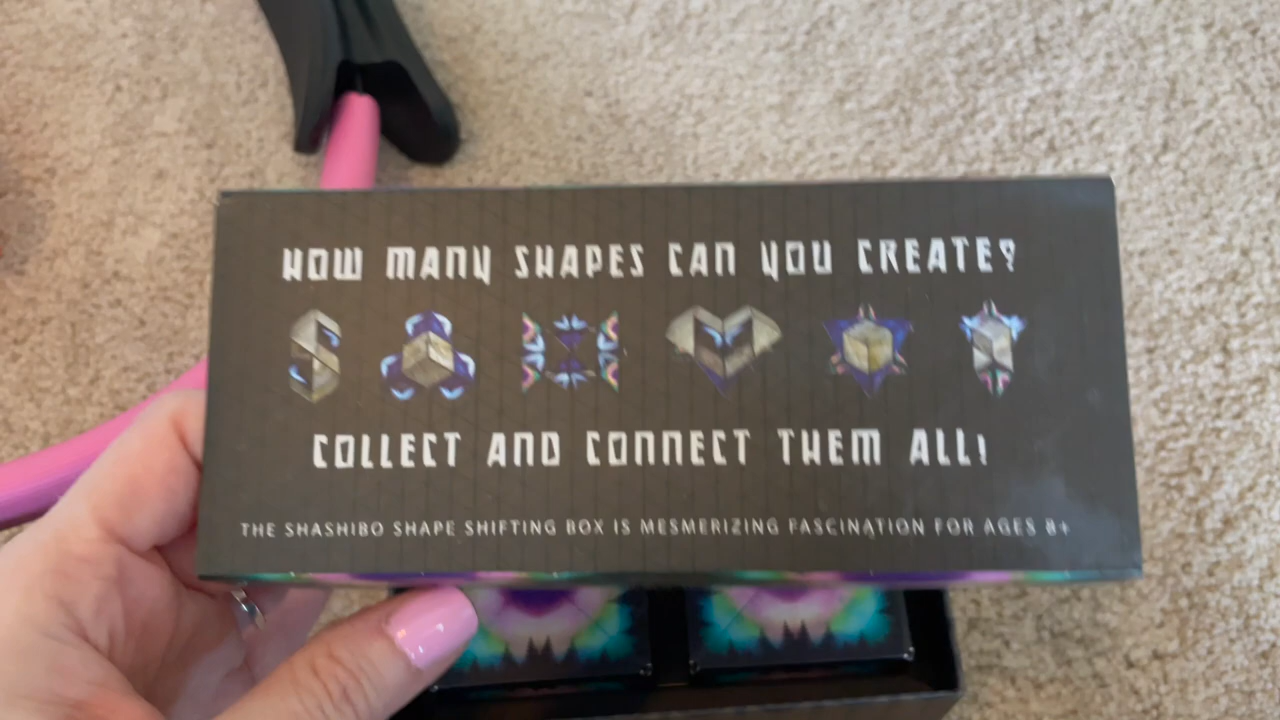 HOW MANY SHAPES CAN YOU CREATE?
COLLECT AND CONNECT THEM ALL!
THE SHASHIBO SHAPE SHIFTING BOX IS MESMERIZING FASCINATION FOR AGES 8+